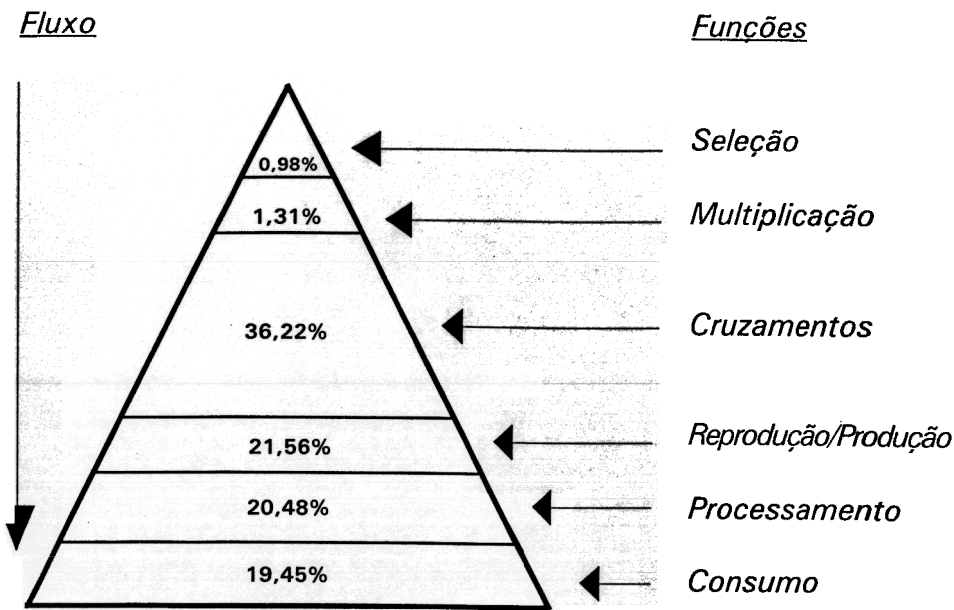 Fluxo
Funções
0,98%
Seleção
1,31%
Multiplicação
36,22%
Cruzamentos
21,56%
Reprodução/Produção
20,48%
Processamento
19,45%
Consumo